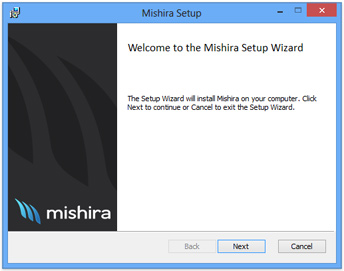 Mishira Setup
Welcome to the Mishira Setup Wizard
The Setup Wizard will install Mishira on your computer. Click
Next to continue or Cancel to exit the Setup Wizard.
mishira
Back
Next
Cancel